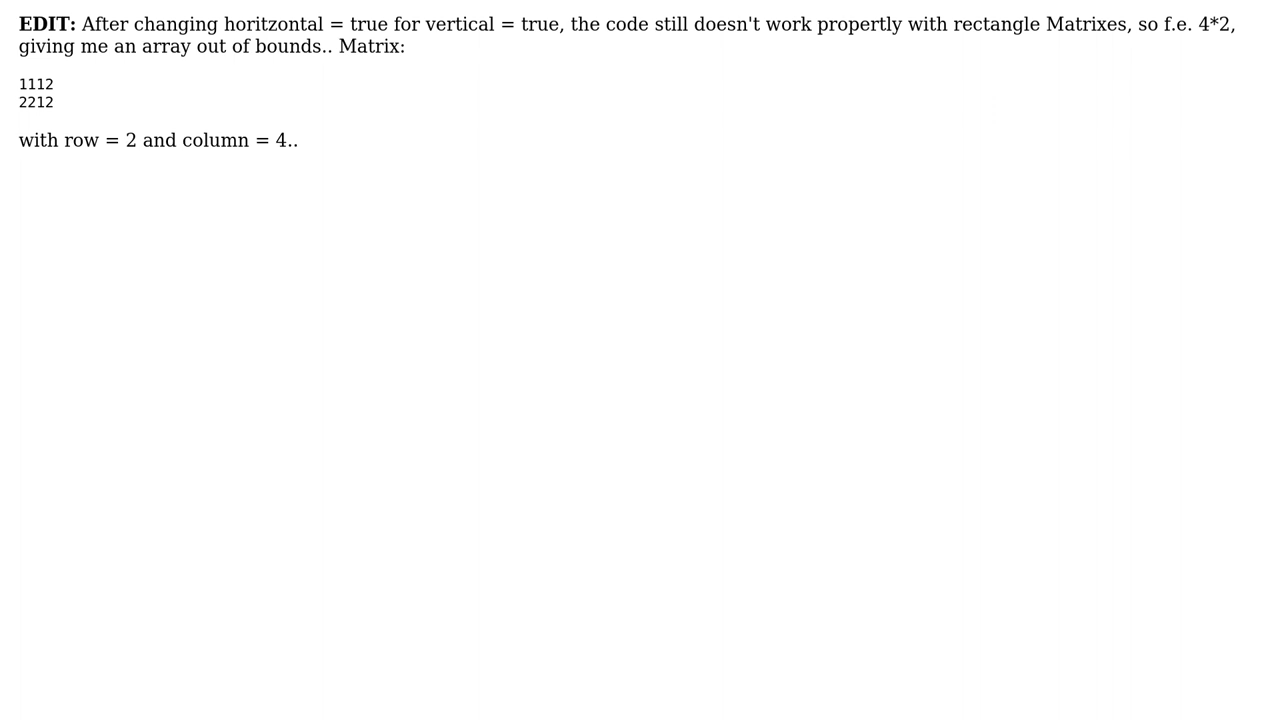 EDIT: After changing horitzontal = true for vertical = true, the code still doesn't work propertly with rectangle Matrixes, so f.e. 4*2,
giving me an array out of bounds.. Matrix:
1112
2212
with row = 2 and column = 4..